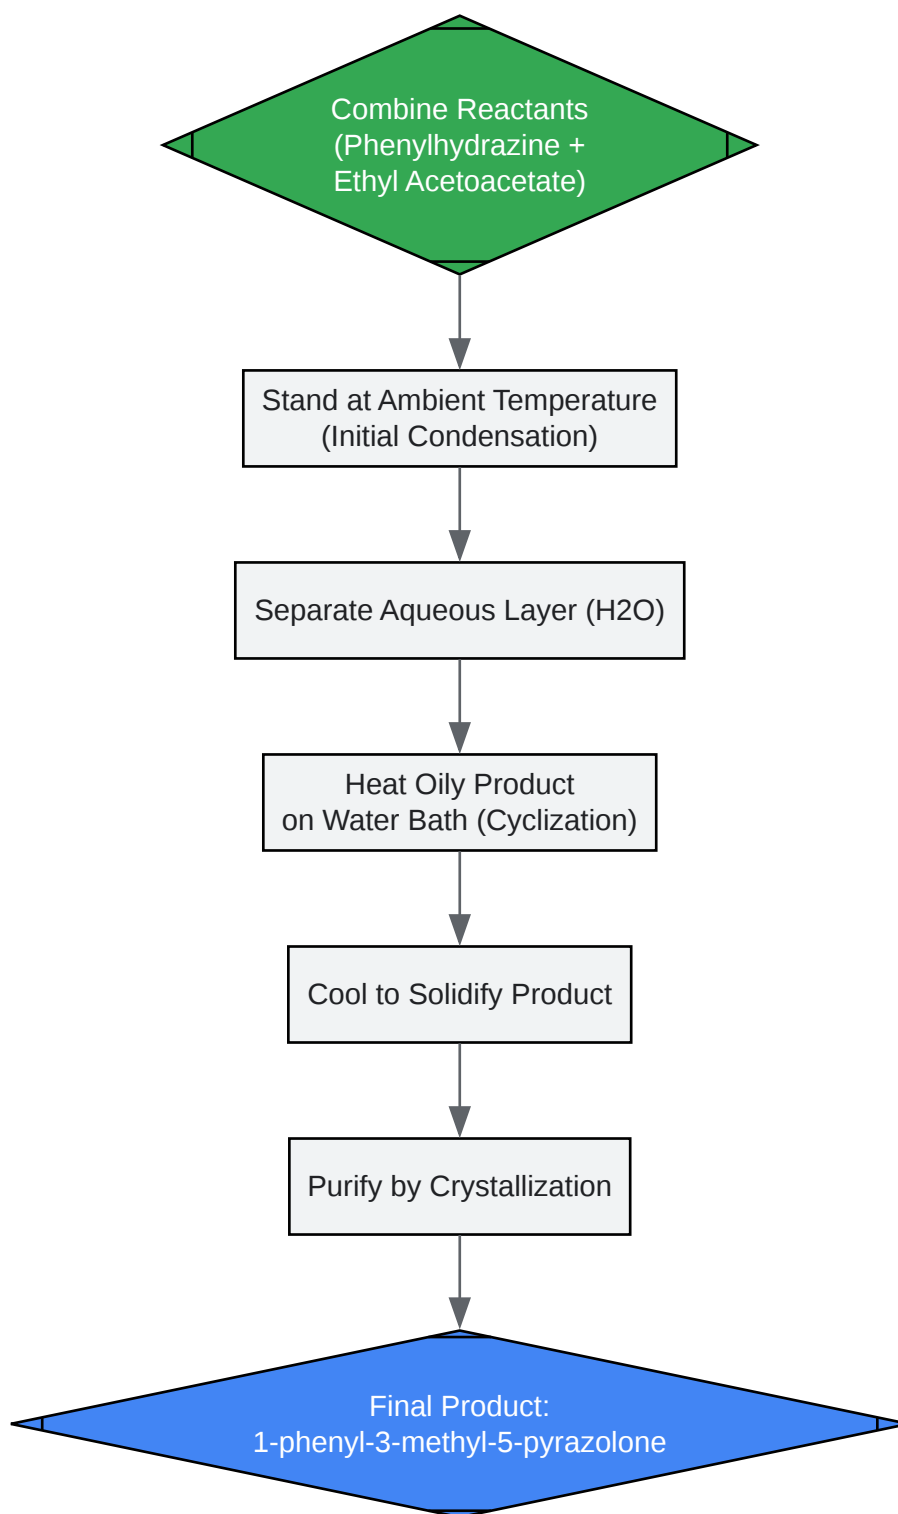 Combine Reactants
(Phenylhydrazine +
Ethyl Acetoacetate)
Stand at Ambient Temperature
(Initial Condensation)
Separate Aqueous Layer (H2O)
Heat Oily Product
on Water Bath (Cyclization)
Cool to Solidify Product
Purify by Crystallization
Final Product:
1-phenyl-3-methyl-5-pyrazolone